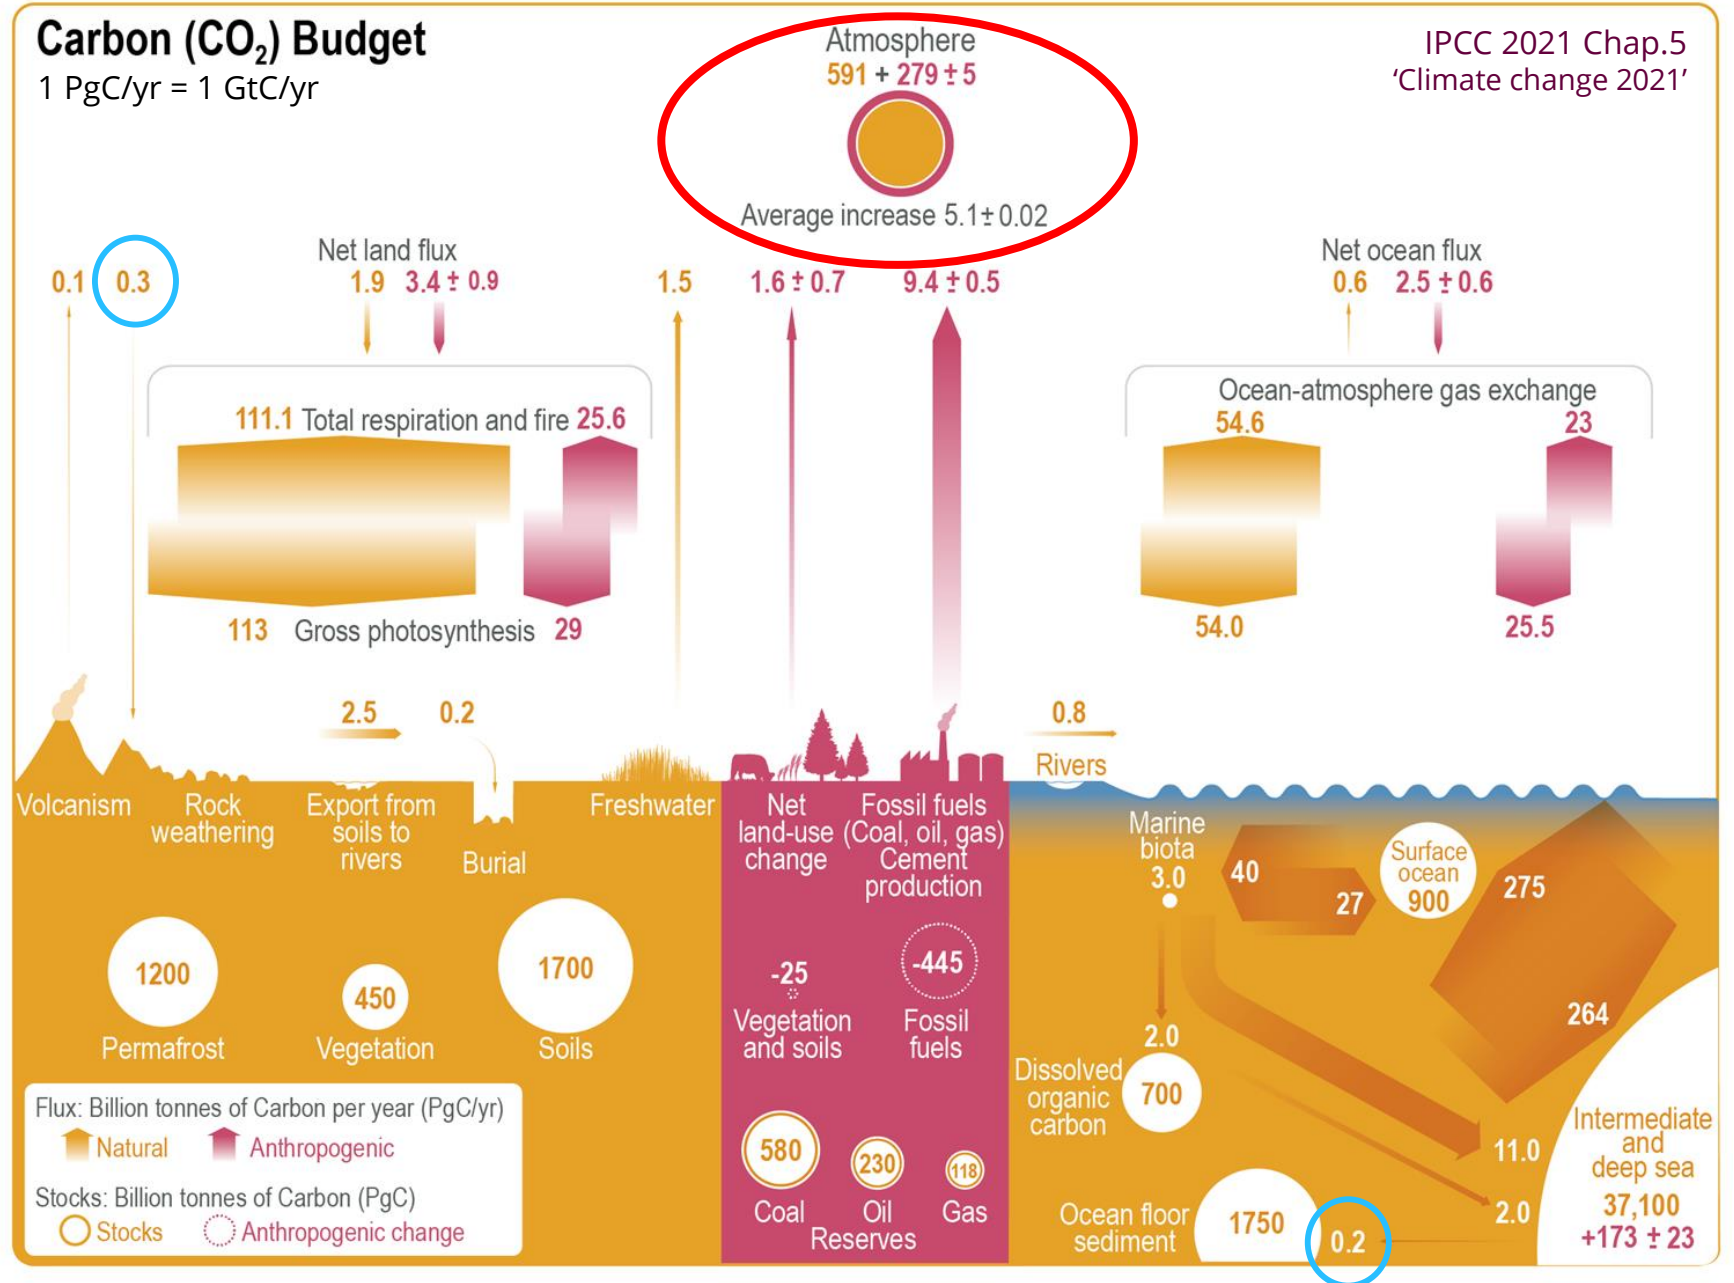 Carbon (CO₂) Budget
1 PgC/yr = 1 GtC/yr
IPCC 2021 Chap.5
‘Climate change 2021’
Atmosphere
591 + 279 ± 5
Average increase 5.1± 0.02
0.1
0.3
Net land flux
1.9 3.4 ± 0.9
1.5
1.6 ± 0.7
9.4 ± 0.5
Net ocean flux
0.6 2.5 ± 0.6
111.1 Total respiration and fire 25.6
113 Gross photosynthesis 29
Ocean-atmosphere gas exchange
54.6
23
54.0
25.5
2.5
0.2
0.8
Rivers
Volcanism
Rock
weathering
Export from
soils to
rivers
Burial
Freshwater
Net
land-use
change
Fossil fuels
(Coal, oil, gas)
Cement
production
1200
Permafrost
450
Vegetation
1700
Soils
-25
Vegetation
and soils
-445
Fossil
fuels
580
Coal
230
Oil
118
Gas
Reserves
Marine
biota
3.0
40
27
Surface
ocean
900
275
264
2.0
Dissolved
organic
carbon
700
11.0
2.0
Intermediate
and
deep sea
37,100
+173 ± 23
Ocean floor
sediment
1750
0.2
Flux: Billion tonnes of Carbon per year (PgC/yr)
Natural
Anthropogenic
Stocks: Billion tonnes of Carbon (PgC)
Stocks
Anthropogenic change